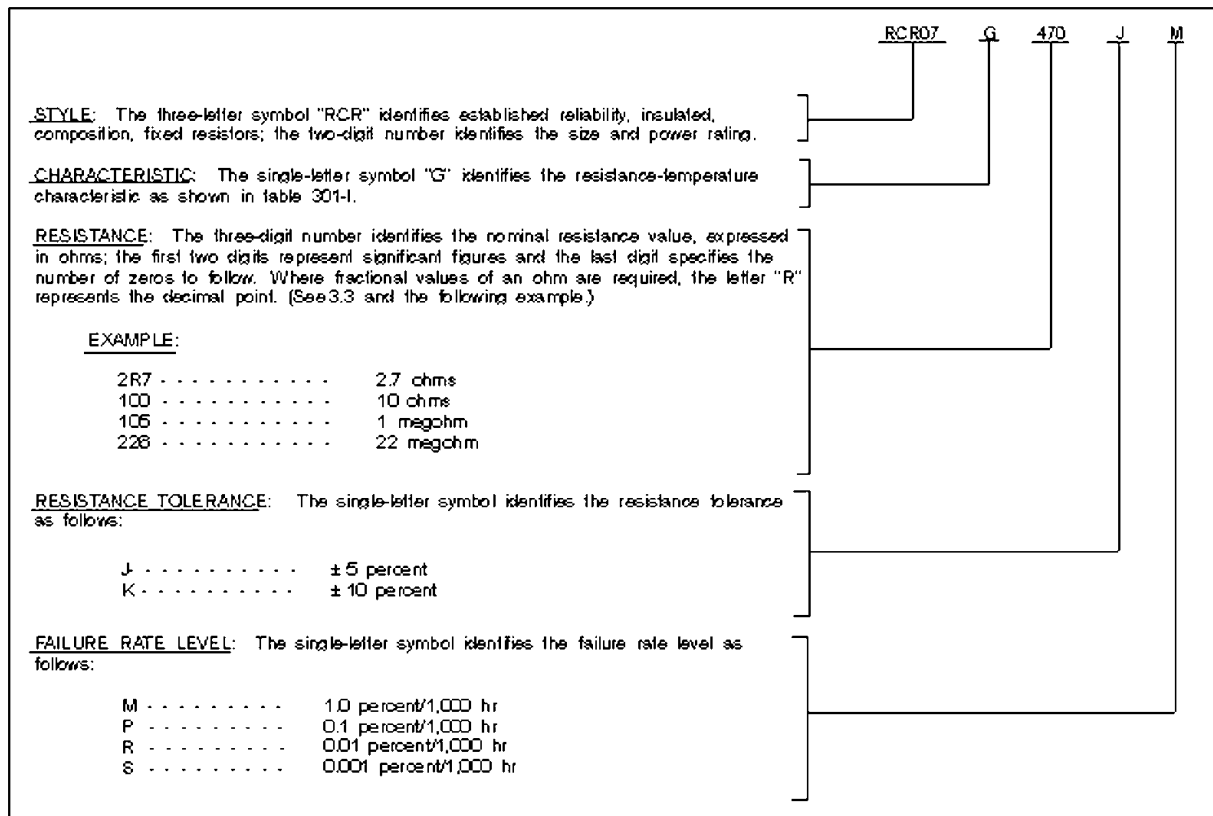 RCR07 G 470 J M
STYLE: The three-letter symbol "RCR" identifies established reliability, insulated,
composition, fixed resistors; the two-digit number identifies the size and power rating.
CHARACTERISTIC: The single-letter symbol "G" identifies the resistance-temperature
characteristic as shown in table 301-I.
RESISTANCE: The three-digit number identifies the nominal resistance value, expressed
in ohms; the first two digits represent significant figures and the last digit specifies the
number of zeros to follow. Where fractional values of an ohm are required, the letter "R"
represents the decimal point. (See 3.3 and the following example.)
EXAMPLE:
2R7 - - - - - - - - - - - 2.7 ohms
100 - - - - - - - - - - - 10 ohms
105 - - - - - - - - - - - 1 megohm
226 - - - - - - - - - - - 22 megohm
RESISTANCE TOLERANCE: The single-letter symbol identifies the resistance tolerance
as follows:
J - - - - - - - - - - ± 5 percent
K - - - - - - - - - - ± 10 percent
FAILURE RATE LEVEL: The single-letter symbol identifies the failure rate level as
follows:
M - - - - - - - - - 1.0 percent/1,000 hr
P - - - - - - - - - 0.1 percent/1,000 hr
R - - - - - - - - - 0.01 percent/1,000 hr
S - - - - - - - - - 0.001 percent/1,000 hr